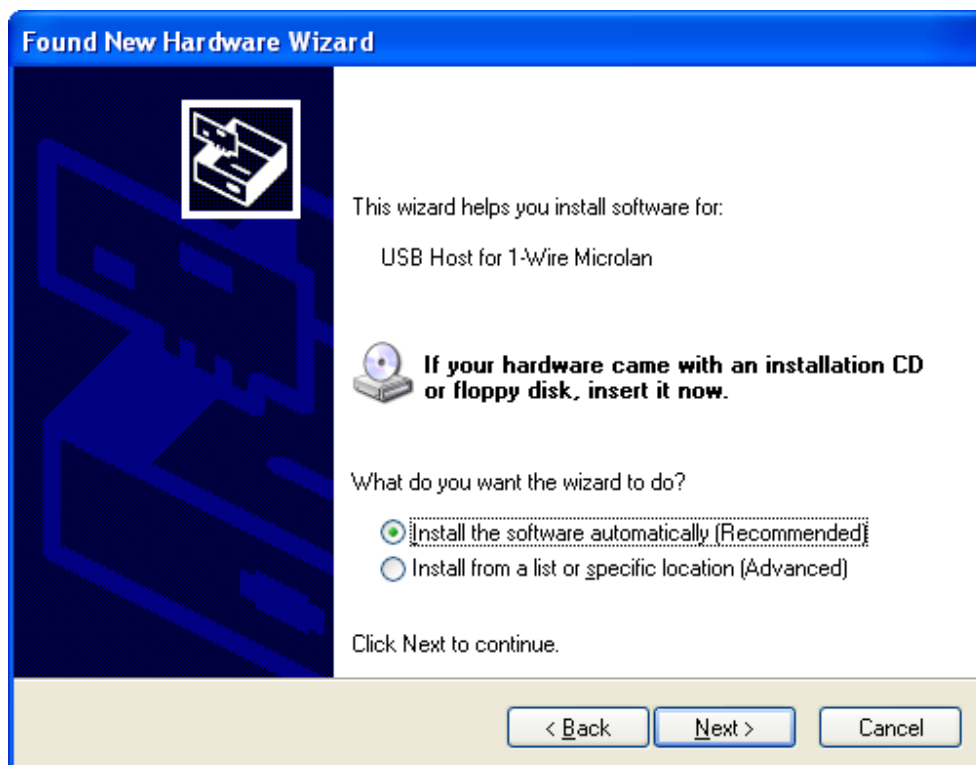 Found New Hardware Wizard
This wizard helps you install software for:
USB Host for 1-Wire Microlan
If your hardware came with an installation CD
or floppy disk, insert it now.
What do you want the wizard to do?
Install the software automatically (Recommended)
Install from a list or specific location (Advanced)
Click Next to continue.
< Back Next > Cancel